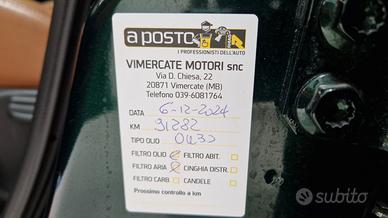 a posto
I PROFESSIONISTI DELL'AUTO
VIMERCATE MOTORI snc
Via D. Chiesa, 22
20871 Vimercate (MB)
Telefono 039-6081764
DATA 6-12-2024
KM 91282
TIPO OLIO 0W30
FILTRO OLIO FILTRO ABIT.
FILTRO ARIA CINGHIA DISTR.
FILTRO CARB. CANDELE
Prossimo controllo a km
subito